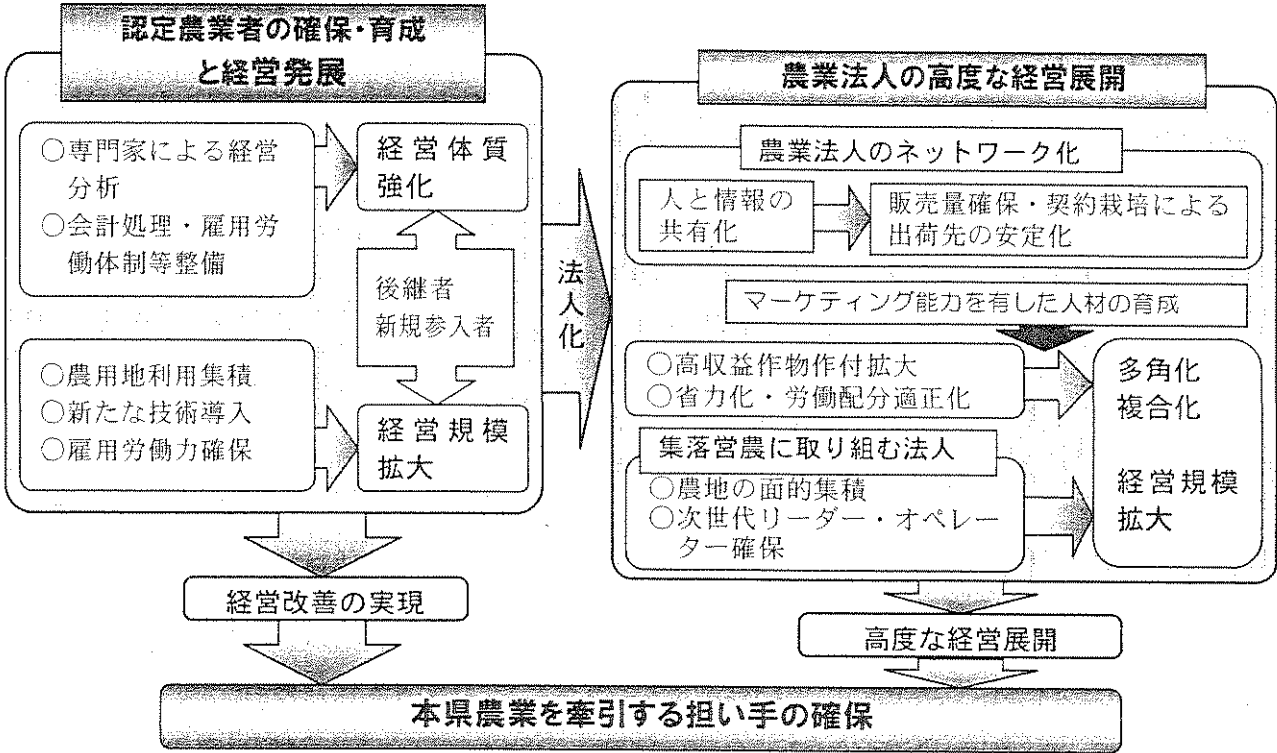 認定農業者の確保・育成
と経営発展
○専門家による経営
分析
○会計処理・雇用労
働体制等整備
経営体質
強化
後継者
新規参入者
○農用地利用集積
○新たな技術導入
○雇用労働力確保
経営規模
拡大
法人化
農業法人の高度な経営展開
農業法人のネットワーク化
人と情報の
共有化
販売量確保・契約栽培による
出荷先の安定化
マーケティング能力を有した人材の育成
○高収益作物作付拡大
○省力化・労働配分適正化
集落営農に取り組む法人
○農地の面的集積
○次世代リーダー・オペレー
ター確保
多角化
複合化
経営規模
拡大
経営改善の実現
高度な経営展開
本県農業を牽引する担い手の確保